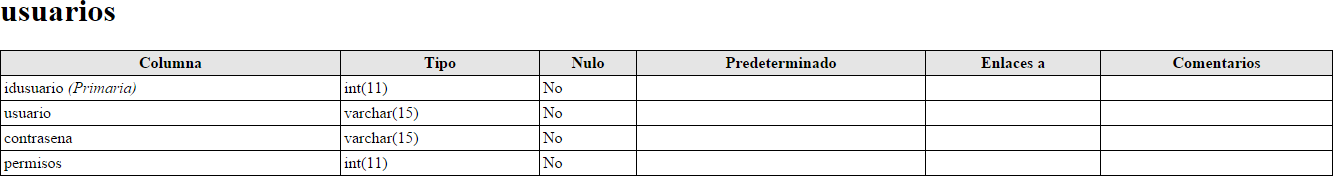 usuarios
Columna Tipo Nulo Predeterminado Enlaces a Comentarios
idusuario (Primaria) int(11) No
usuario varchar(15) No
contrasena varchar(15) No
permisos int(11) No